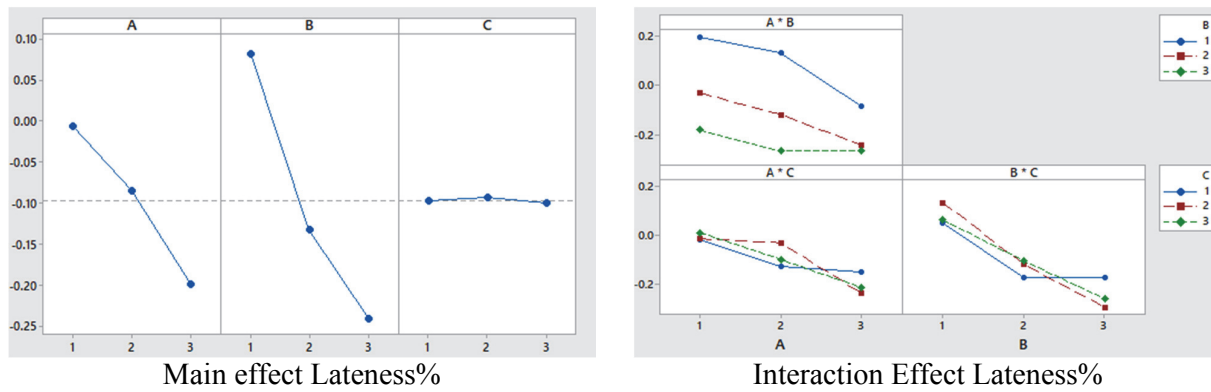 A B C
0.10
0.05
0.00
-0.05
-0.10
-0.15
-0.20
-0.25
1 2 3 1 2 3 1 2 3
Main effect Lateness%
A * B
0.2
0.0
-0.2
B
1
2
3
A * C B * C
0.2
0.0
-0.2
C
1
2
3
1 2 3 1 2 3
A B
Interaction Effect Lateness%